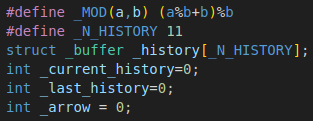 #define _MOD(a,b) (a%b+b)%b
#define _N_HISTORY 11
struct _buffer _history[_N_HISTORY];
int _current_history=0;
int _last_history=0;
int _arrow = 0;